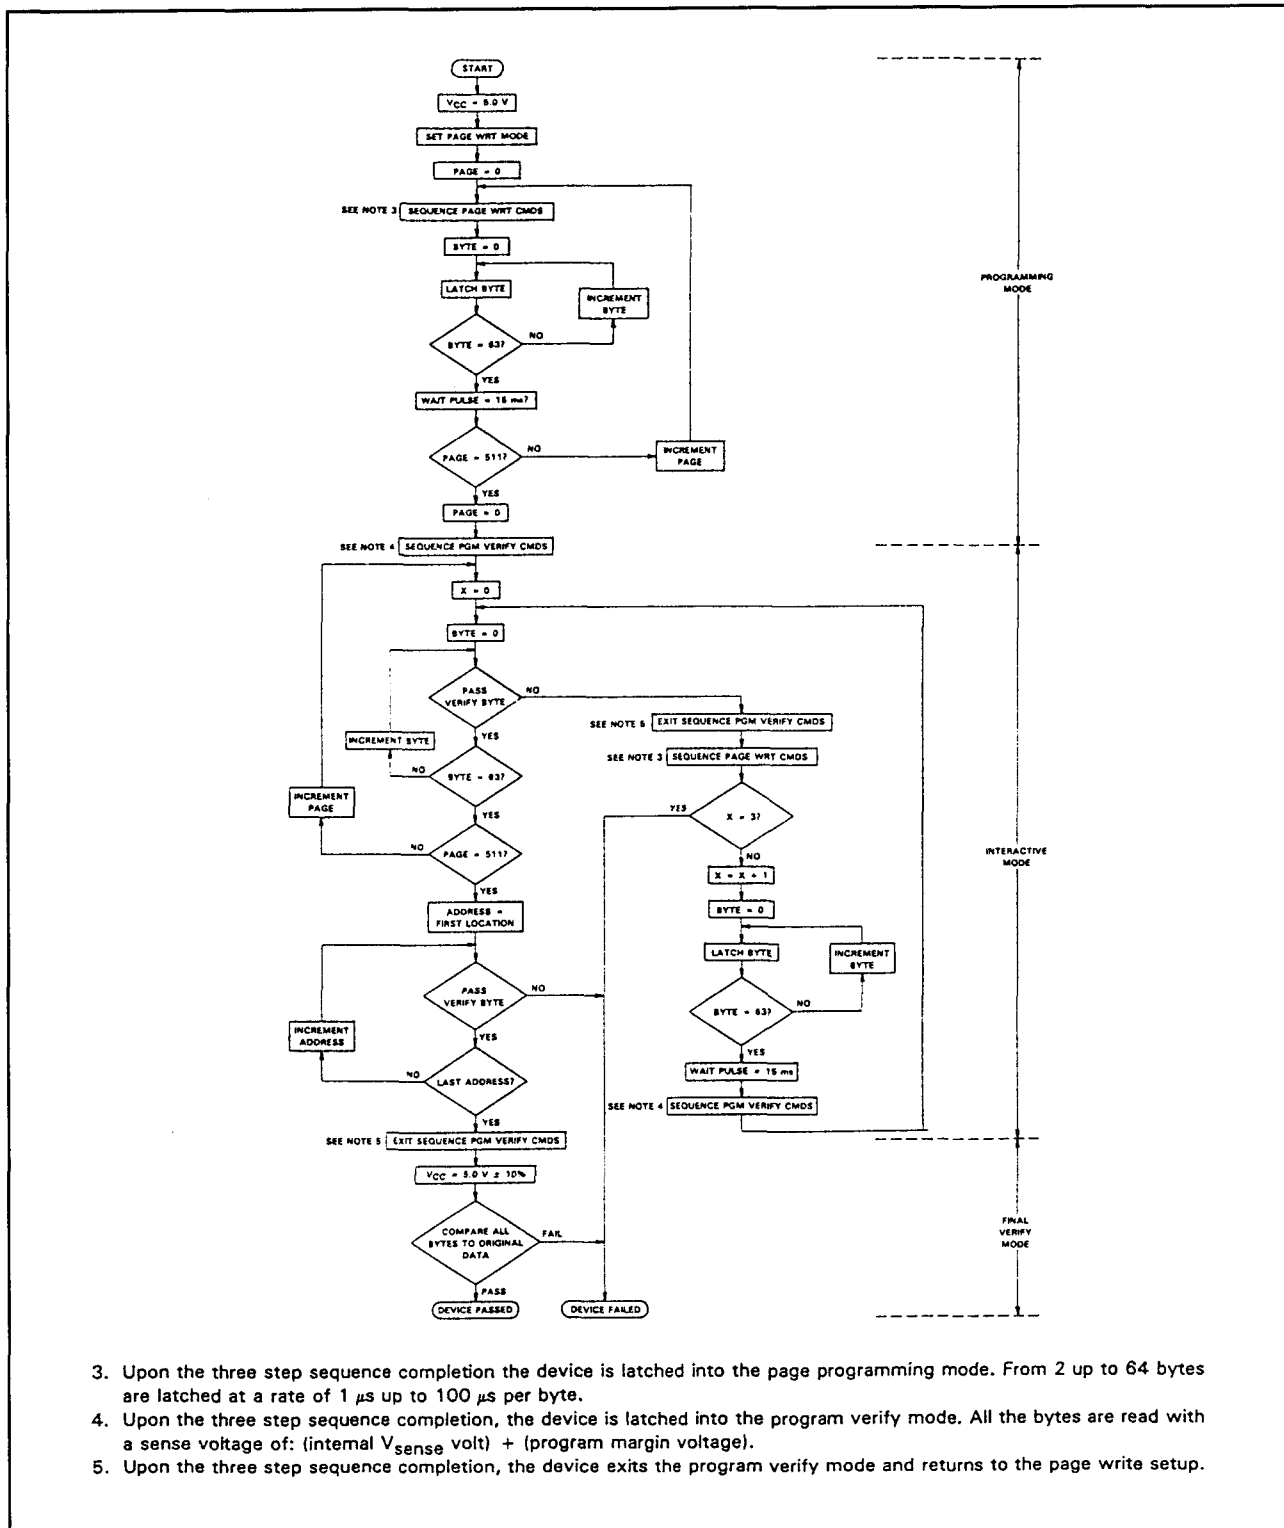 START
VCC = 5.0 V
SET PAGE WRT MODE
PAGE = 0
SEE NOTE 3 SEQUENCE PAGE WRT CMDS
BYTE = 0
LATCH BYTE
INCREMENT
BYTE
BYTE = 63?
NO
YES
WAIT PULSE = 15 ms?
PAGE = 511?
NO
INCREMENT
PAGE
YES
PAGE = 0
SEE NOTE 4 SEQUENCE PGM VERIFY CMDS
PROGRAMMING
MODE
X = 0
BYTE = 0
PASS
VERIFY BYTE
NO
YES
INCREMENT BYTE
BYTE = 63?
NO
YES
INCREMENT
PAGE
PAGE = 511?
NO
YES
ADDRESS =
FIRST LOCATION
PASS
VERIFY BYTE
NO
YES
INCREMENT
ADDRESS
LAST ADDRESS?
NO
YES
SEE NOTE 5 EXIT SEQUENCE PGM VERIFY CMDS
SEE NOTE 5 EXIT SEQUENCE PGM VERIFY CMDS
SEE NOTE 3 SEQUENCE PAGE WRT CMDS
X = 3?
YES
NO
X = X + 1
BYTE = 0
LATCH BYTE
INCREMENT
BYTE
BYTE = 63?
NO
YES
WAIT PULSE = 15 ms
SEE NOTE 4 SEQUENCE PGM VERIFY CMDS
INTERACTIVE
MODE
VCC = 5.0 V ± 10%
COMPARE ALL
BYTES TO ORIGINAL
DATA
FAIL
PASS
DEVICE PASSED
DEVICE FAILED
FINAL
VERIFY
MODE
3. Upon the three step sequence completion the device is latched into the page programming mode. From 2 up to 64 bytes
are latched at a rate of 1 μs up to 100 μs per byte.
4. Upon the three step sequence completion, the device is latched into the program verify mode. All the bytes are read with
a sense voltage of: (internal Vsense volt) + (program margin voltage).
5. Upon the three step sequence completion, the device exits the program verify mode and returns to the page write setup.